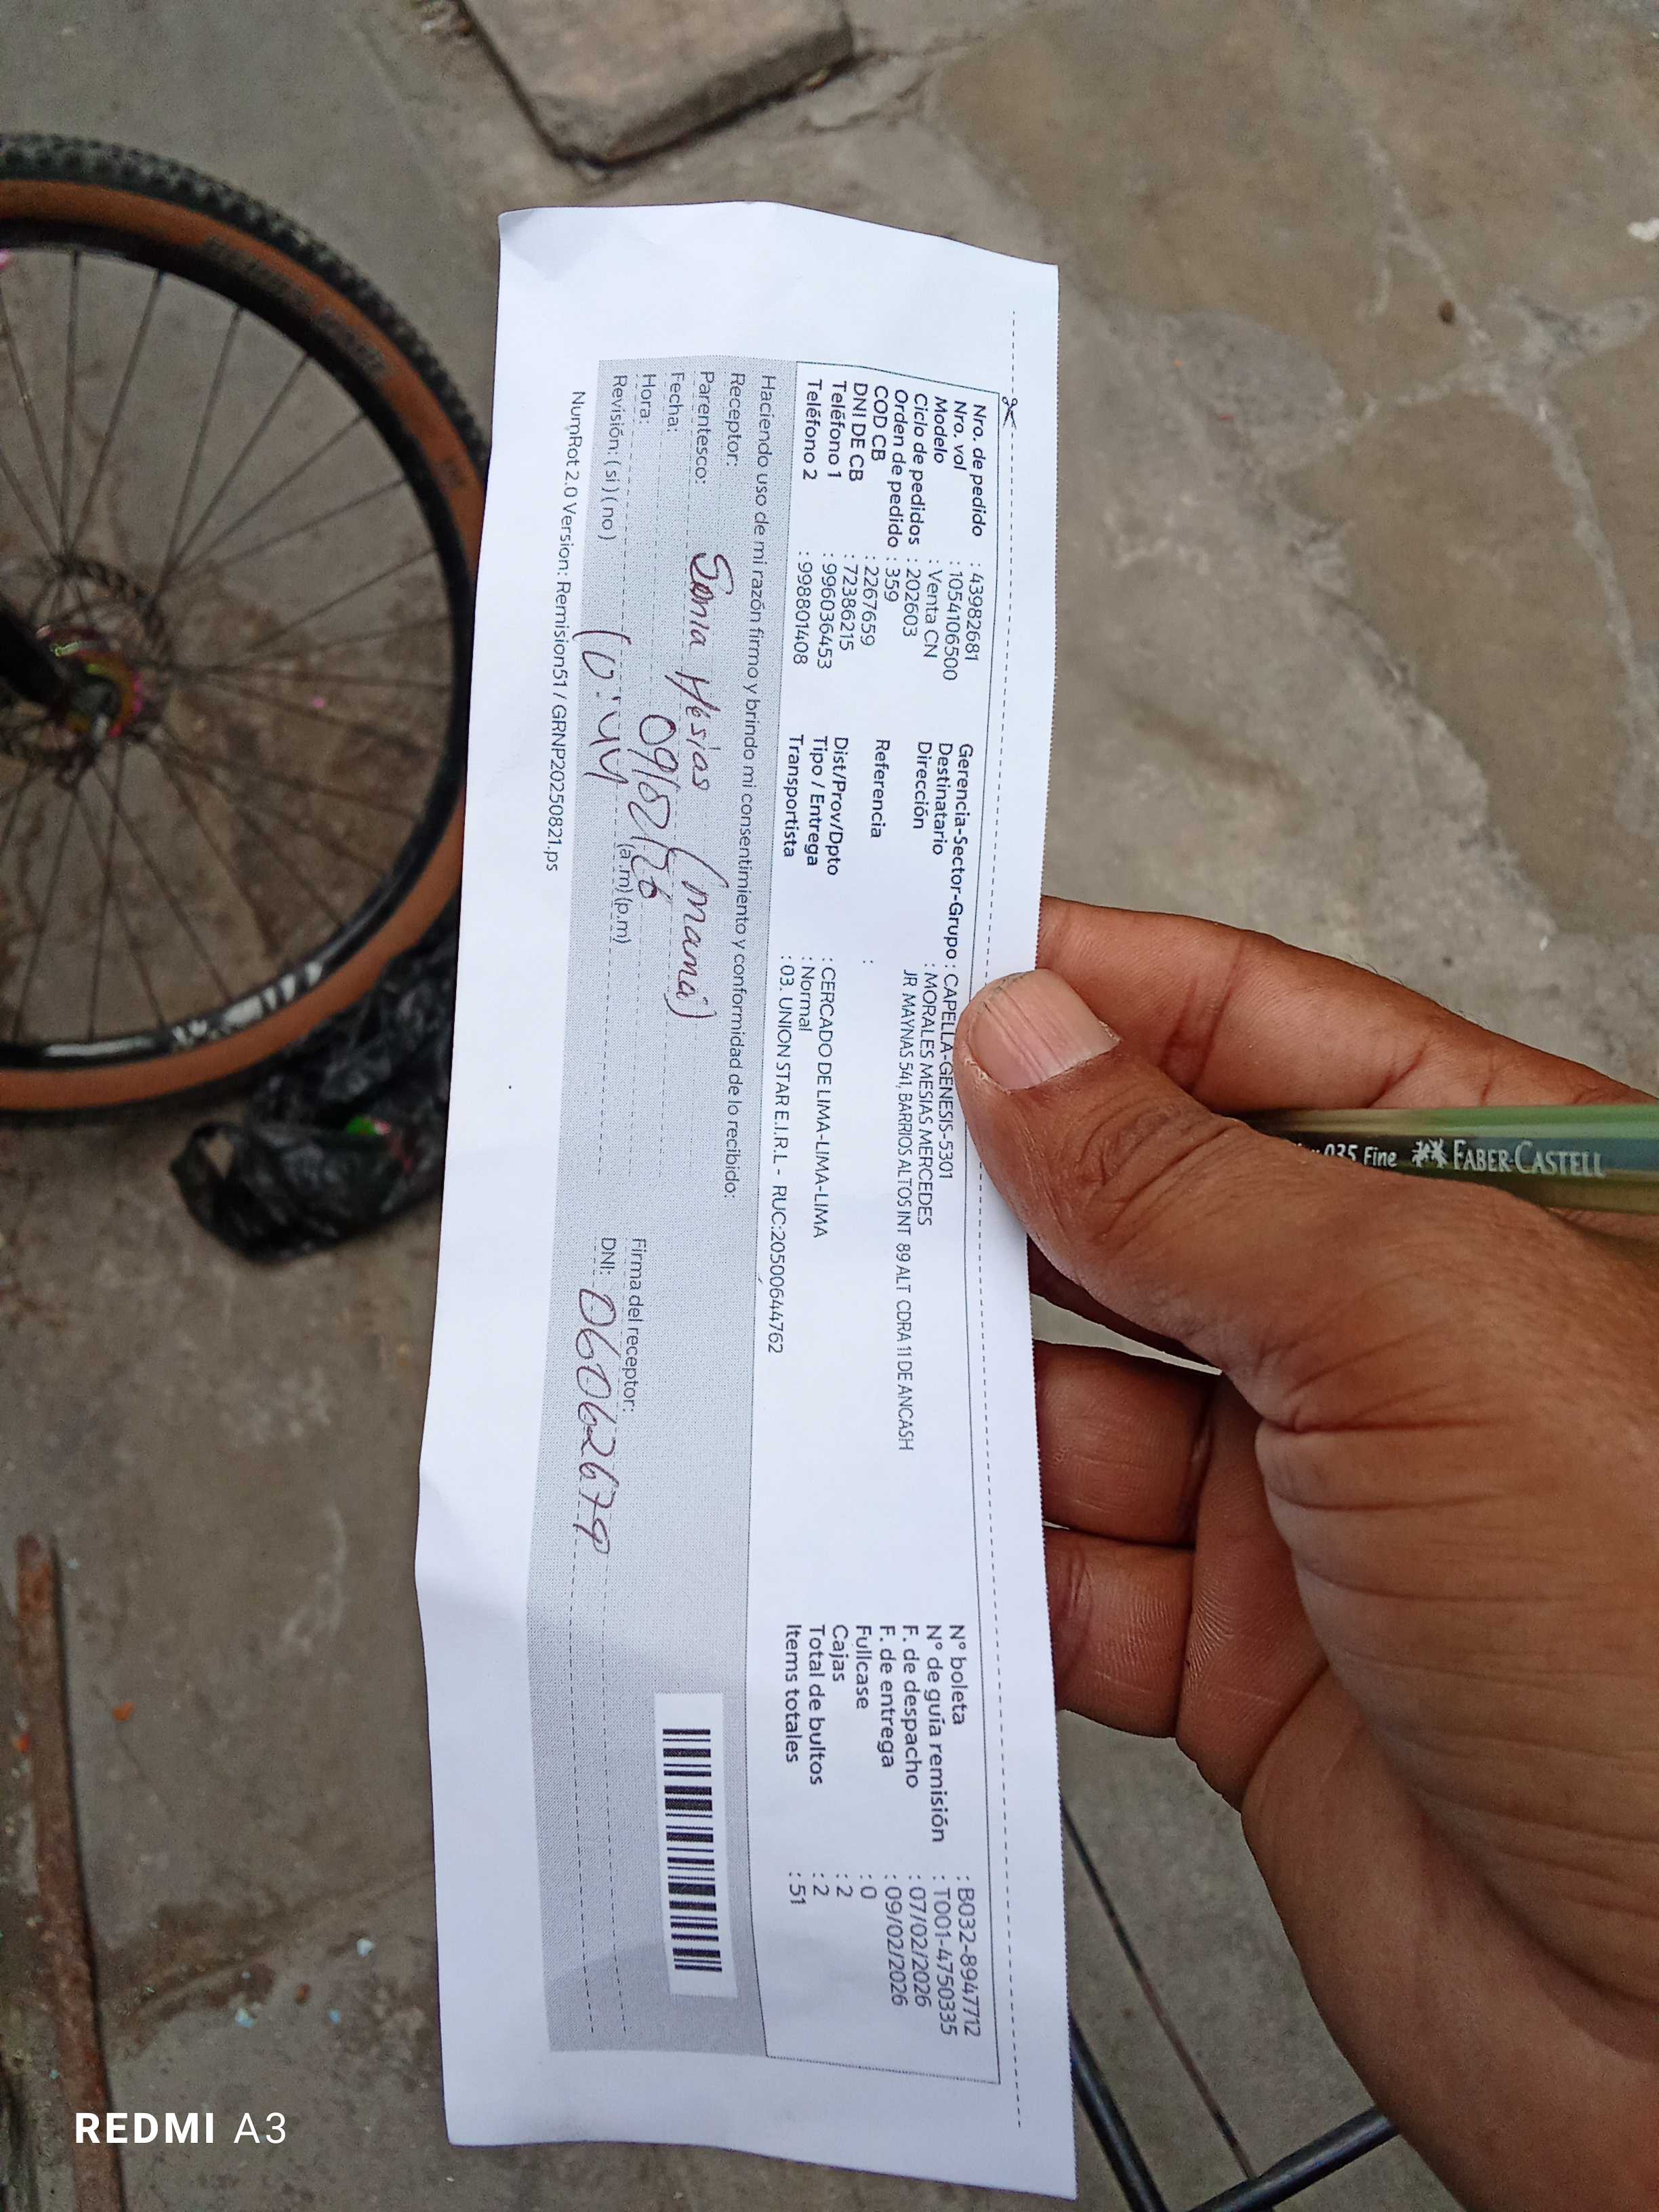 Nro. de pedido : 43982681
Nro. val : 1054106500
Modelo : Venta CN
Ciclo de pedidos : 202603
Orden de pedido : 359
COD CB : 2267659
DNI DE CB : 72386215
Teléfono 1 : 996036453
Teléfono 2 : 998801408
Gerencia-Sector-Grupo : CAPELLA-GENESIS-5301
Destinatario : MORALES MESIAS MERCEDES
Dirección : JR MAYNAS 541, BARRIOS ALTOS INT 89 ALT CDRA 11 DE ANCASH
Referencia :
Dist/Prov/Dpto : CERCADO DE LIMA-LIMA-LIMA
Tipo / Entrega : Normal
Transportista : 03. UNION STAR E.I.R.L - RUC:20500644762
N° boleta : B032-8947712
N° de guía remisión : T001-4750335
F. de despacho : 07/02/2026
F. de entrega : 09/02/2026
Fullcase : 0
Cajas : 2
Total de bultos : 2
Items totales : 51
Haciendo uso de mi razón firmo y brindo mi consentimiento y conformidad de lo recibido:
Receptor:
Parentesco: Sonia Mesias (mamá)
Fecha: 09/02/26
Hora: (a.m) (p.m)
Revisión: ( si ) ( no )
Firma del receptor:
DNI: 06062679
NumRot 2.0 Version: Remision51 / GRNP20250821.ps
035 Fine FABER-CASTELL
REDMI A3